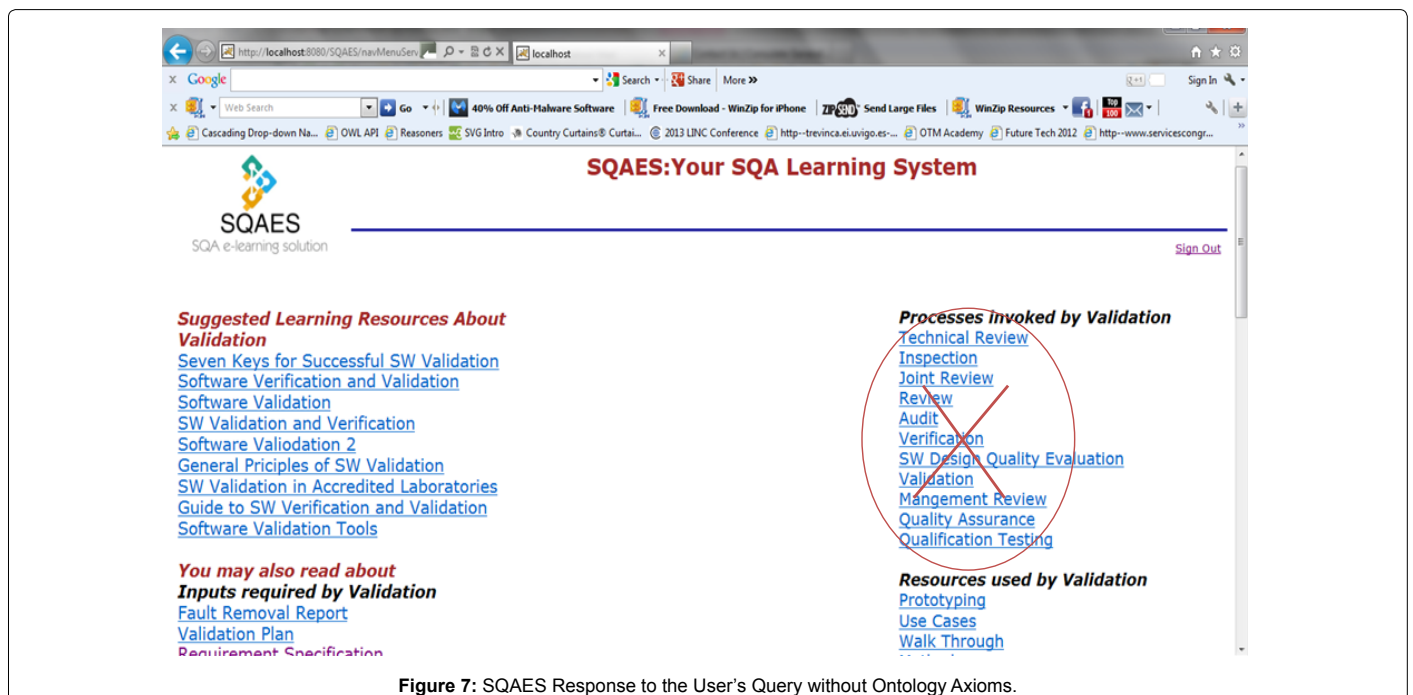 http://localhost:8080/SQAES/navMenuServ
localhost
x Google Search Share More » Sign In
x Web Search Go 40% Off Anti-Malware Software Free Download - WinZip for iPhone ZIPSEND Send Large Files WinZip Resources Top 100
Cascading Drop-down Na... OWL API Reasoners SVG Intro Country Curtains® Curtai... 2013 LINC Conference http--trevinca.ei.uvigo.es-... OTM Academy Future Tech 2012 http--www.servicescongr...
SQAES:Your SQA Learning System
SQAES
SQA e-learning solution
Sign Out
Suggested Learning Resources About
Validation
Seven Keys for Successful SW Validation
Software Verification and Validation
Software Validation
SW Validation and Verification
Software Valiodation 2
General Priciples of SW Validation
SW Validation in Accredited Laboratories
Guide to SW Verification and Validation
Software Validation Tools
You may also read about
Inputs required by Validation
Fault Removal Report
Validation Plan
Requirement Specification
Processes invoked by Validation
Technical Review
Inspection
Joint Review
Review
Audit
Verification
SW Design Quality Evaluation
Validation
Mangement Review
Quality Assurance
Qualification Testing
Resources used by Validation
Prototyping
Use Cases
Walk Through
Figure 7: SQAES Response to the User's Query without Ontology Axioms.